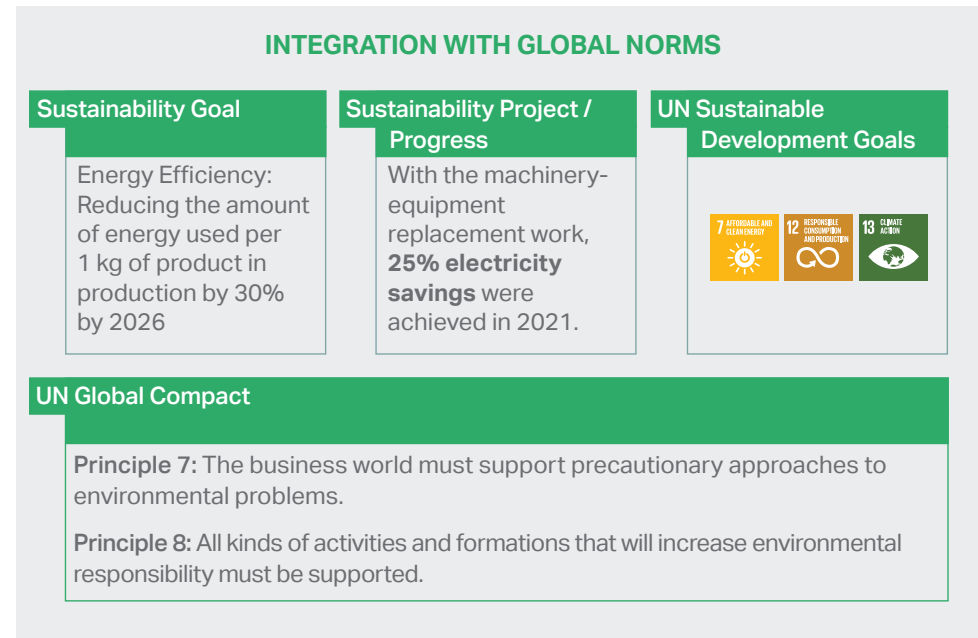 INTEGRATION WITH GLOBAL NORMS
Sustainability Goal
Energy Efficiency:
Reducing the amount
of energy used per
1 kg of product in
production by 30%
by 2026
Sustainability Project /
Progress
With the machinery-
equipment
replacement work,
25% electricity
savings were
achieved in 2021.
UN Sustainable
Development Goals
7 AFFORDABLE AND
CLEAN ENERGY
12 RESPONSIBLE
CONSUMPTION
AND PRODUCTION
13 CLIMATE
ACTION
UN Global Compact
Principle 7: The business world must support precautionary approaches to
environmental problems.
Principle 8: All kinds of activities and formations that will increase environmental
responsibility must be supported.